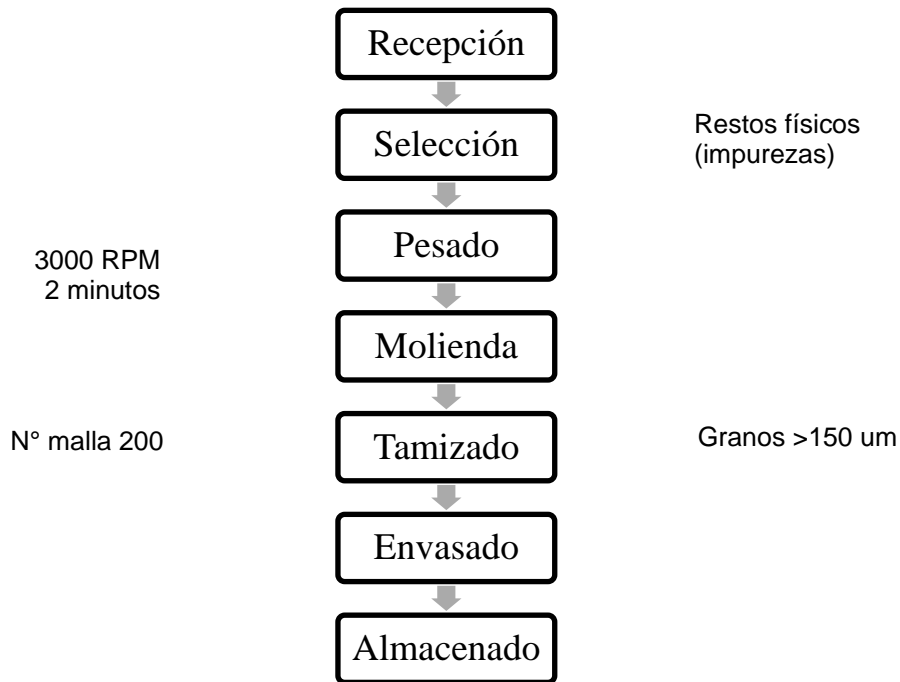 Recepción
Selección
Restos físicos
(impurezas)
Pesado
3000 RPM
2 minutos
Molienda
N° malla 200
Tamizado
Granos >150 um
Envasado
Almacenado